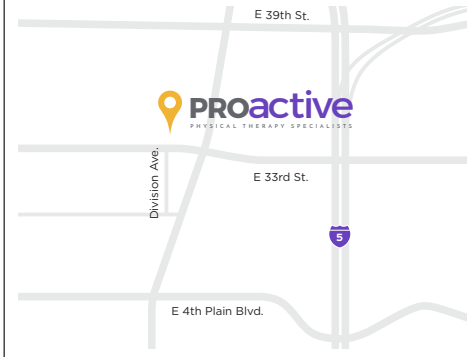 E 39th St.
PROactive
PHYSICAL THERAPY SPECIALISTS
Division Ave.
E 33rd St.
5
E 4th Plain Blvd.